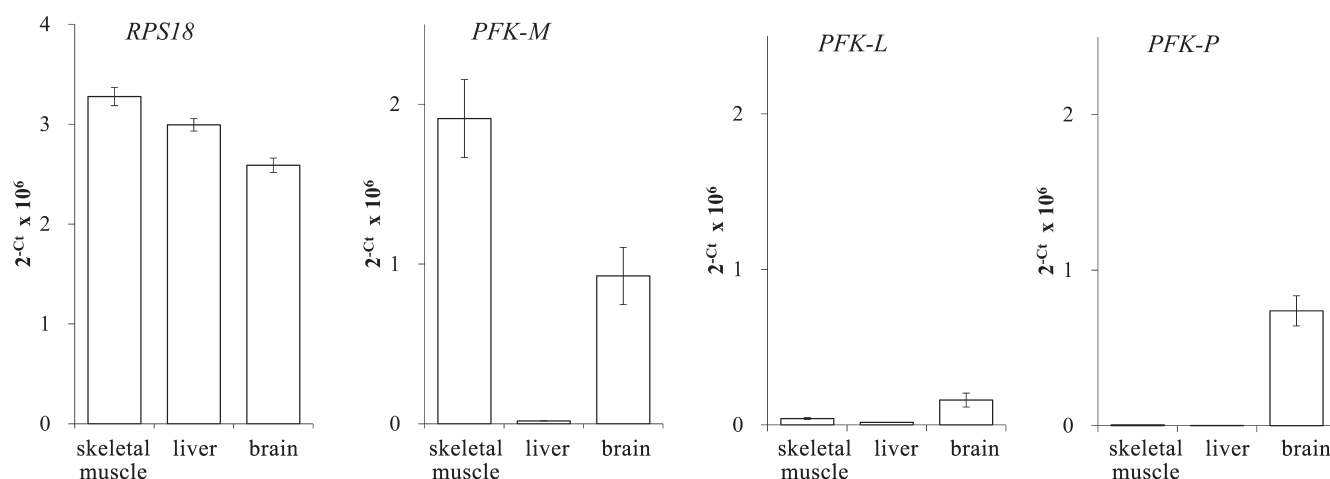 RPS18
4
3
2
1
0
2^-Ct x 10^6
skeletal muscle
liver
brain
PFK-M
2
1
0
2^-Ct x 10^6
skeletal muscle
liver
brain
PFK-L
2
1
0
2^-Ct x 10^6
skeletal muscle
liver
brain
PFK-P
2
1
0
2^-Ct x 10^6
skeletal muscle
liver
brain